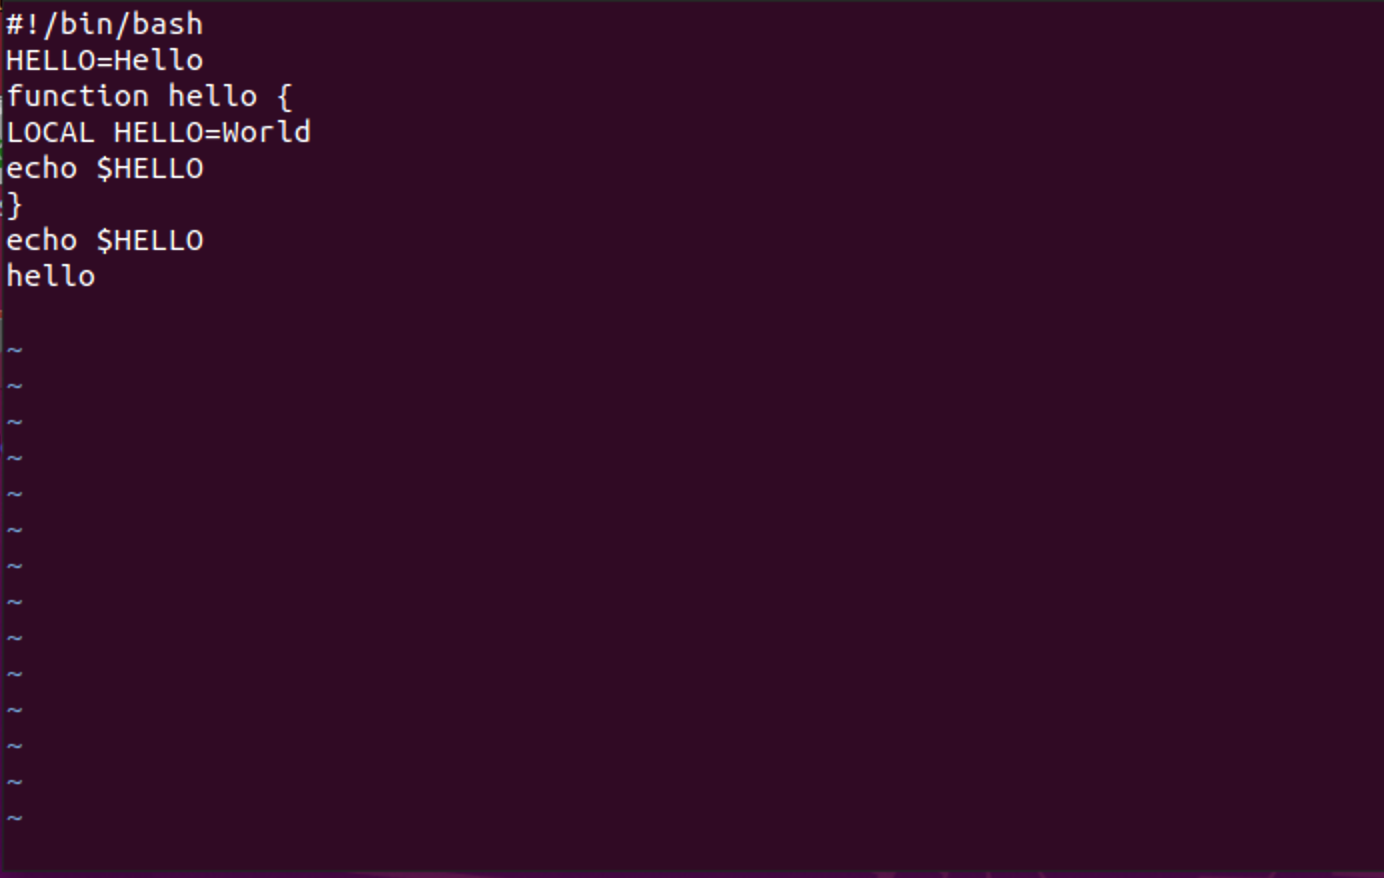 #!/bin/bash
HELLO=Hello
function hello {
LOCAL HELLO=World
echo $HELLO
}
echo $HELLO
hello
~
~
~
~
~
~
~
~
~
~
~
~
~
~